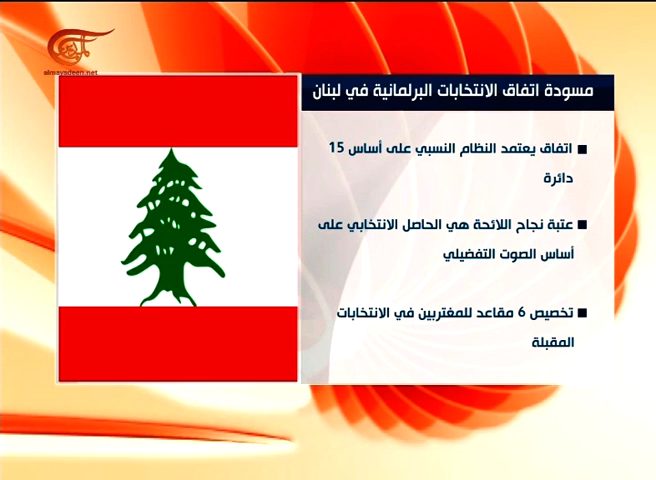 الميادين
almayadeen.net
مسودة اتفاق الانتخابات البرلمانية في لبنان
اتفاق يعتمد النظام النسبي على أساس 15
دائرة
عتبة نجاح اللائحة هي الحاصل الانتخابي على
أساس الصوت التفضيلي
تخصيص 6 مقاعد للمغتربين في الانتخابات
المقبلة